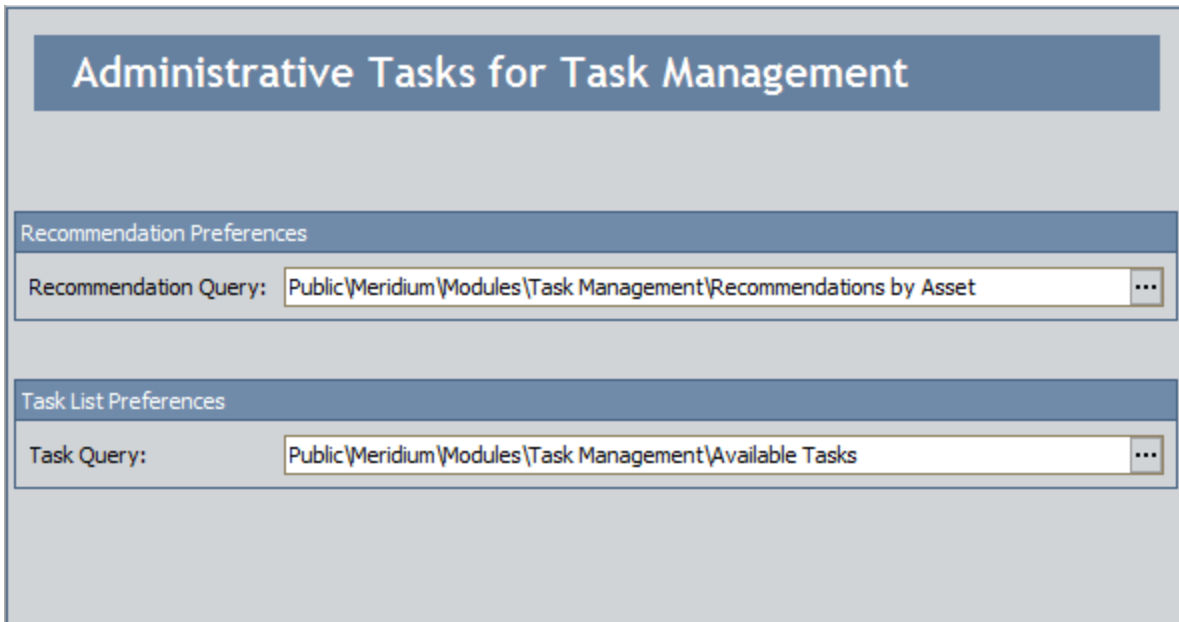 Administrative Tasks for Task Management
Recommendation Preferences
Recommendation Query: Public\Meridium\Modules\Task Management\Recommendations by Asset ...
Task List Preferences
Task Query: Public\Meridium\Modules\Task Management\Available Tasks ...